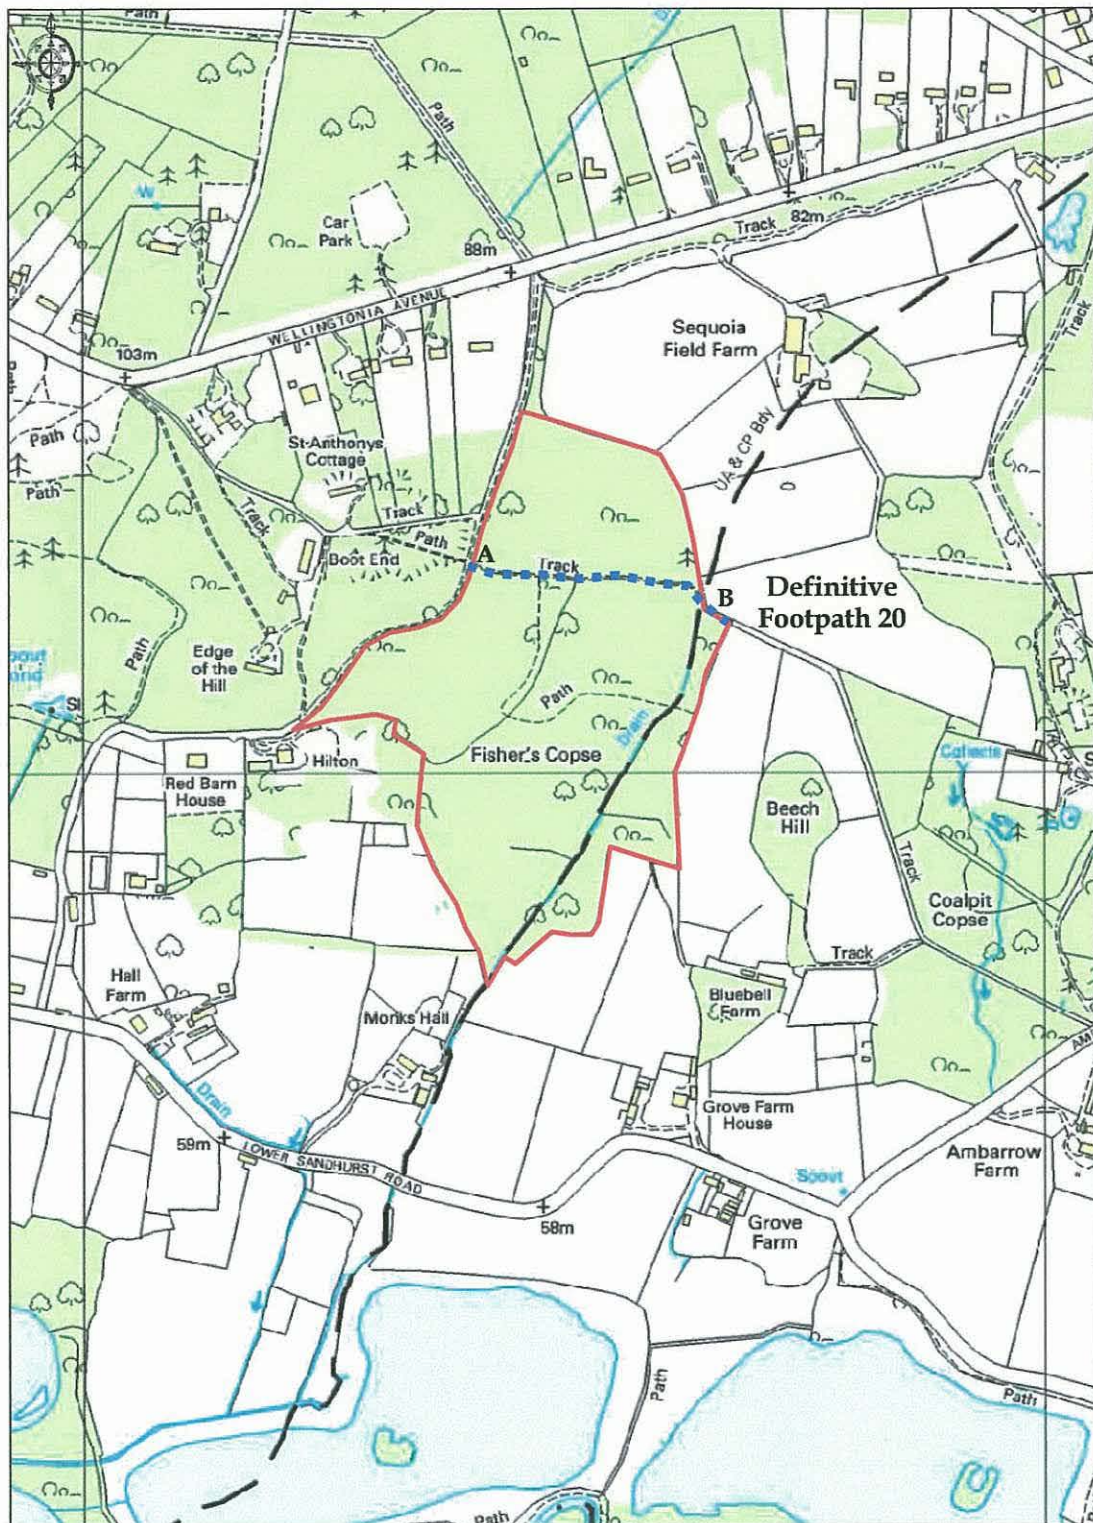 Path
Path
W
Car
Park
88m
Track
82m
WELLINGTONIA AVENUE
103m
Sequoia
Field Farm
Track
Path
Path
Path
St Anthonys
Cottage
UA & CP Bdy
Track
Track
Path
Boot End
A
Track
B
Definitive
Footpath 20
Path
Edge of
the Hill
Path
Drain
Fisher's Copse
Hilton
Red Barn
House
Collects
Beech
Hill
Track
Coalpit
Copse
Track
Hall
Farm
Bluebell
Farm
Monks Hall
Drain
Grove Farm
House
59m
LOWER SANDHURST ROAD
Ambarrow
Farm
Spout
58m
Grove
Farm
Path
Path
Path